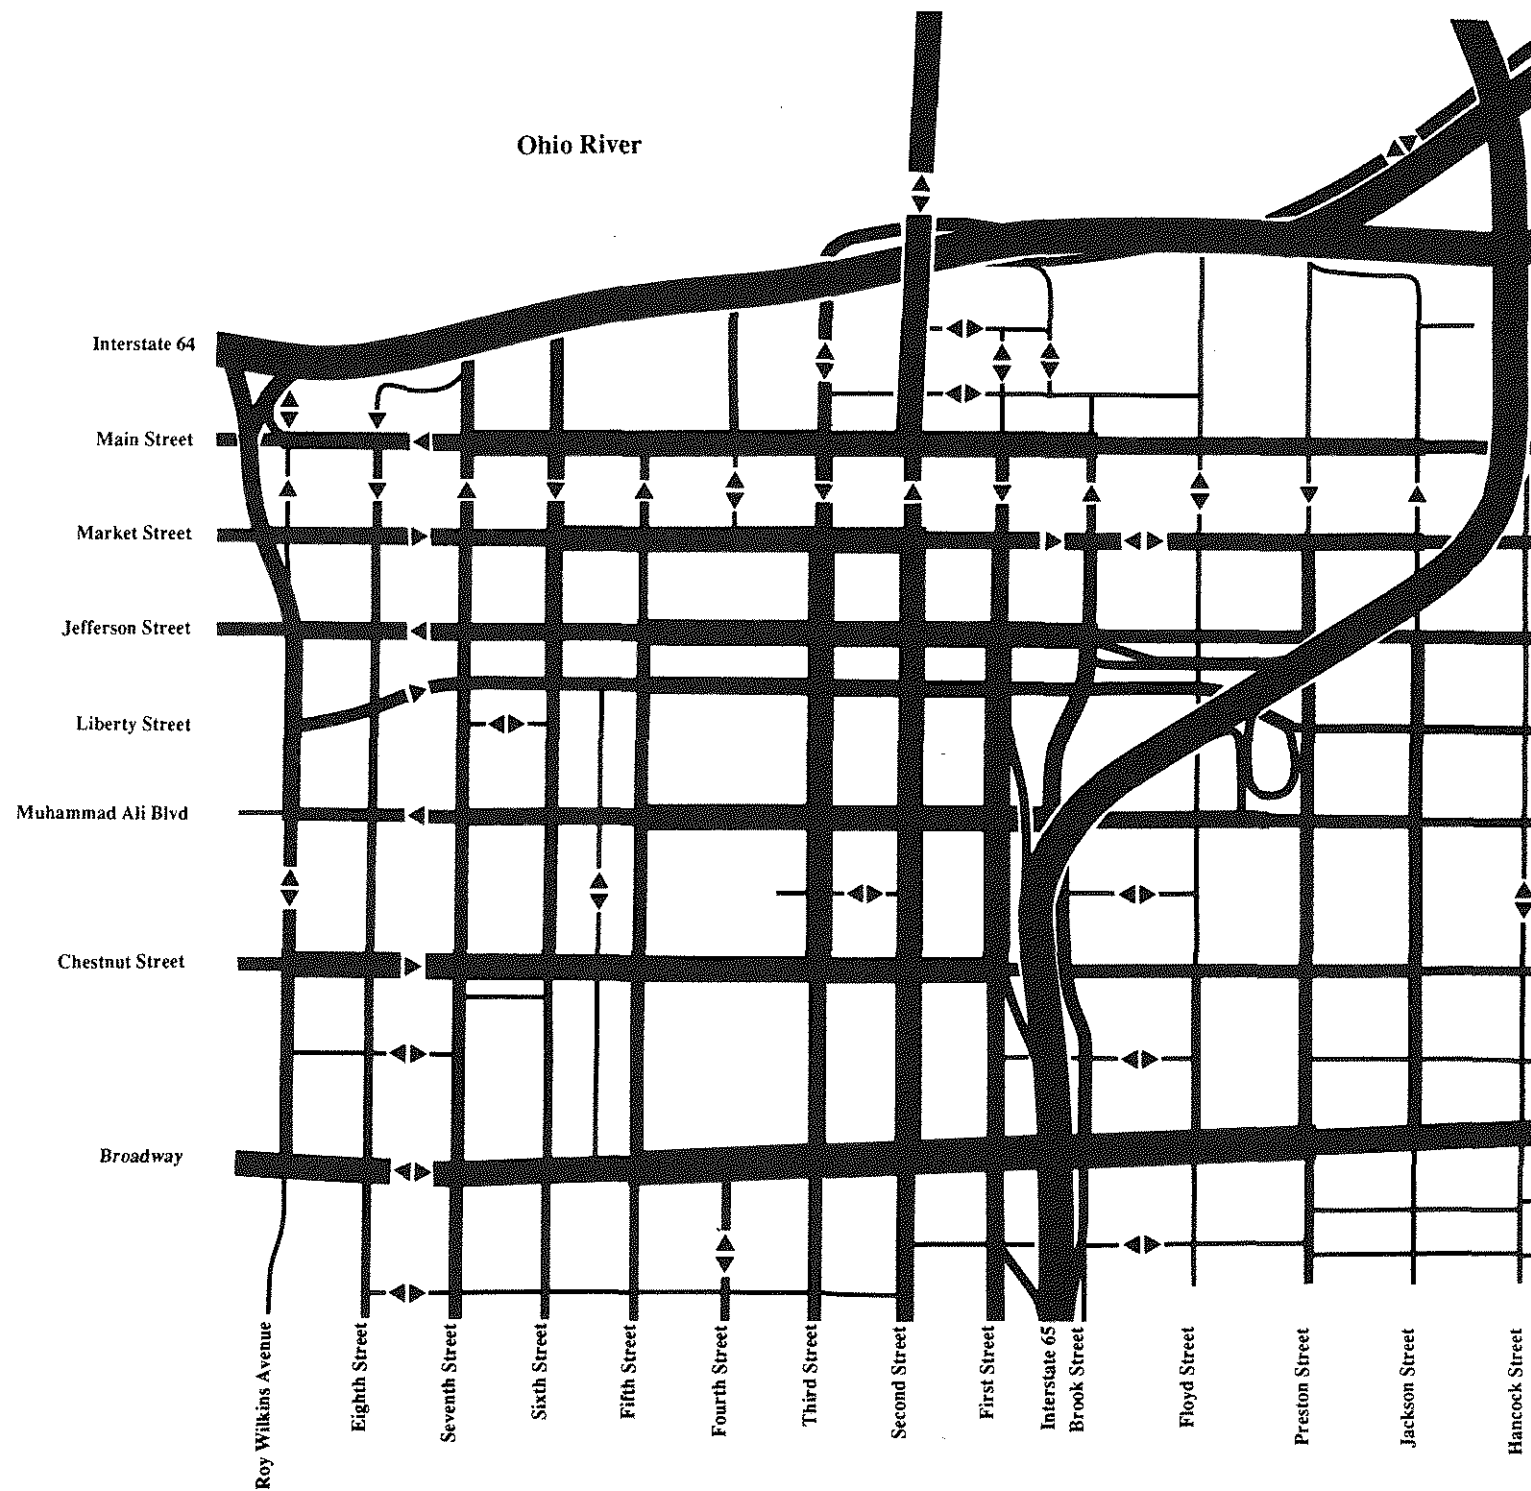 Ohio River
Interstate 64
Main Street
Market Street
Jefferson Street
Liberty Street
Muhammad Ali Blvd
Chestnut Street
Broadway
Roy Wilkins Avenue
Eighth Street
Seventh Street
Sixth Street
Fifth Street
Fourth Street
Third Street
Second Street
First Street
Interstate 65
Brook Street
Floyd Street
Preston Street
Jackson Street
Hancock Street